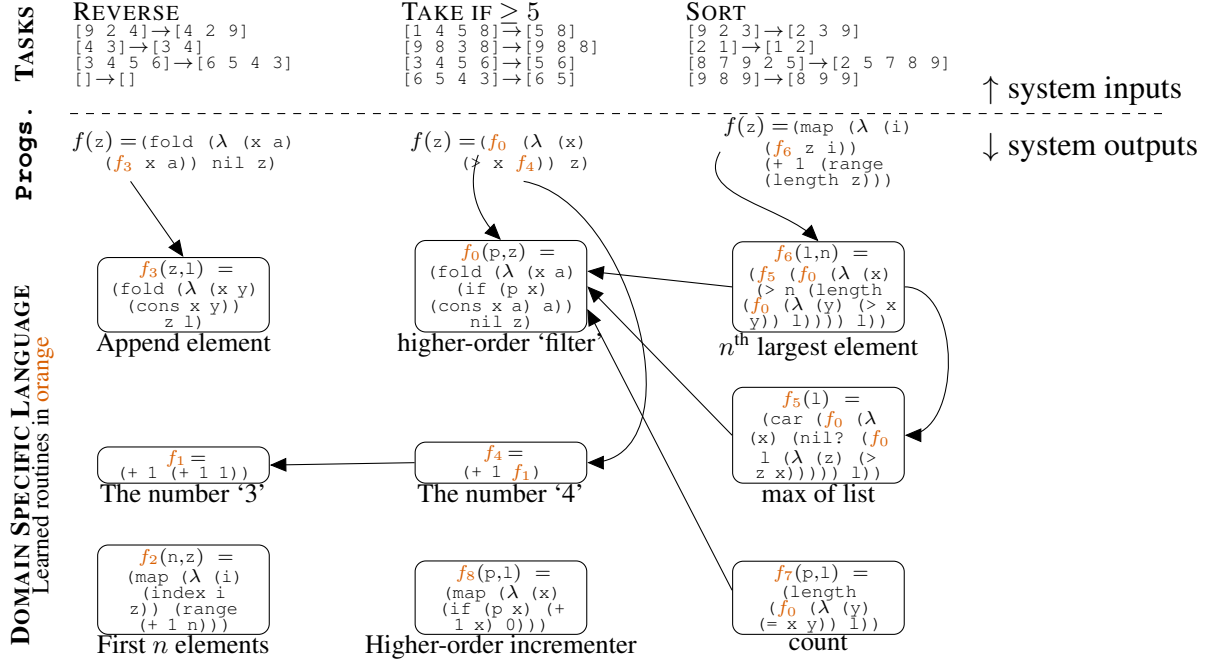 TASKS
REVERSE
[9 2 4]→[4 2 9]
[4 3]→[3 4]
[3 4 5 6]→[6 5 4 3]
[]→[]
TAKE IF ≥ 5
[1 4 5 8]→[5 8]
[9 8 3 8]→[9 8 8]
[3 4 5 6]→[5 6]
[6 5 4 3]→[6 5]
SORT
[9 2 3]→[2 3 9]
[2 1]→[1 2]
[8 7 9 2 5]→[2 5 7 8 9]
[9 8 9]→[8 9 9]
↑ system inputs
↓ system outputs
Progs.
f(z) =(fold (λ (x a)
(f3 x a)) nil z)
f(z) =(f0 (λ (x)
(> x f4)) z)
f(z) =(map (λ (i)
(f6 z i))
(+ 1 (range
(length z)))
DOMAIN SPECIFIC LANGUAGE
Learned routines in orange
f3(z,l) =
(fold (λ (x y)
(cons x y))
z l)
Append element
f0(p,z) =
(fold (λ (x a)
(if (p x)
(cons x a) a))
nil z)
higher-order ‘filter’
f6(l,n) =
(f5 (f0 (λ (x)
(> n (length
(f0 (λ (y) (> x
y)) l)))) l))
nth largest element
f1 =
(+ 1 (+ 1 1))
The number ‘3’
f4 =
(+ 1 f1)
The number ‘4’
f5(l) =
(car (f0 (λ
(x) (nil? (f0
l (λ (z) (>
z x))))) l))
max of list
f2(n,z) =
(map (λ (i)
(index i
z)) (range
(+ 1 n)))
First n elements
f8(p,l) =
(map (λ (x)
(if (p x) (+
1 x) 0)))
Higher-order incrementer
f7(p,l) =
(length
(f0 (λ (y)
(= x y)) l))
count